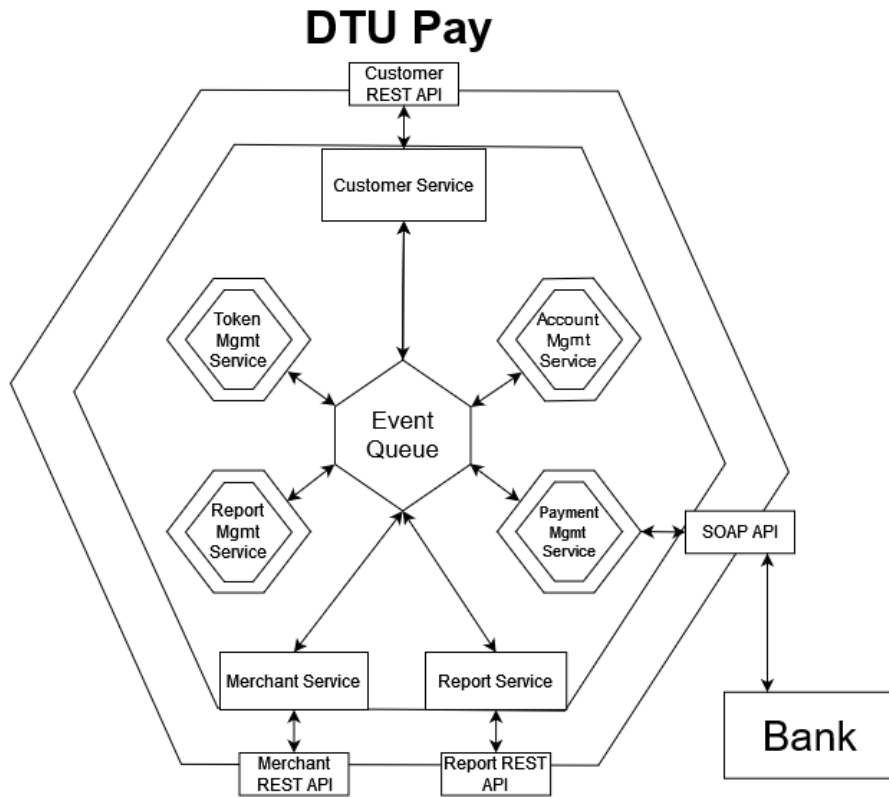 DTU Pay
Customer
REST API
Customer Service
Token
Mgmt
Service
Account
Mgmt
Service
Event
Queue
Report
Mgmt
Service
Payment
Mgmt
Service
SOAP API
Merchant Service
Report Service
Bank
Merchant
REST API
Report REST
API